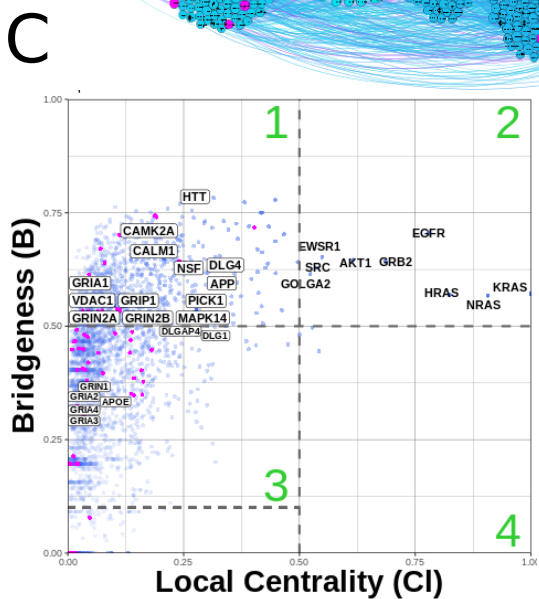 C
1.00
1
2
HTT
0.75
CAMK2A
EGFR
CALM1
EWSR1
NSF
DLG4
SRC
AKT1
GRB2
GRIA1
APP
GOLGA2
VDAC1
GRIP1
PICK1
HRAS
KRAS
NRAS
GRIN2A
GRIN2B
MAPK14
0.50
DLGAP4
DLG1
GRIN1
GRIA2
APOE
GRIA4
GRIA3
0.25
3
4
0.00
0.00
0.25
0.50
0.75
1.0
Bridgeness (B)
Local Centrality (Cl)